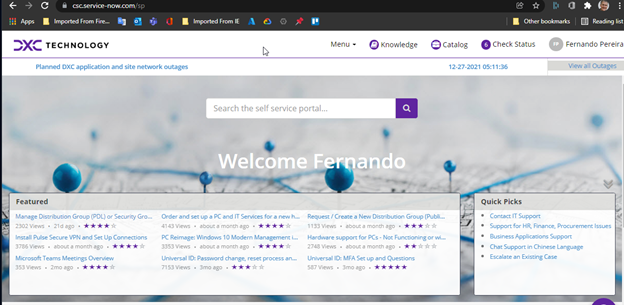 csc.service-now.com/sp
Apps
Imported From Fire...
Imported From IE
Other bookmarks
Reading list
DXC TECHNOLOGY
Menu
Knowledge
Catalog
6 Check Status
Fernando Pereira
Planned DXC application and site network outages
12-27-2021 05:11:36
View all Outages
Search the self service portal...
Welcome Fernando
Featured
Manage Distribution Group (PDL) or Security Gro...
2302 Views • 21d ago •
Order and set up a PC and IT Services for a new h...
4143 Views • about a month ago •
Request / Create a New Distribution Group (Publi...
1133 Views • about a month ago •
Install Pulse Secure VPN and Set Up Connections
3786 Views • about a month ago •
PC Reimage: Windows 10 Modern Management i...
3353 Views • about a month ago •
Hardware support for PCs - Not Functioning or wi...
2748 Views • about a month ago •
Microsoft Teams Meetings Overview
953 Views • 2mo ago •
Universal ID: Password change, reset process an...
7153 Views • 3mo ago •
Universal ID: MFA Set up and Questions
587 Views • 3mo ago •
Quick Picks
Contact IT Support
Support for HR, Finance, Procurement Issues
Business Applications Support
Chat Support in Chinese Language
Escalate an Existing Case